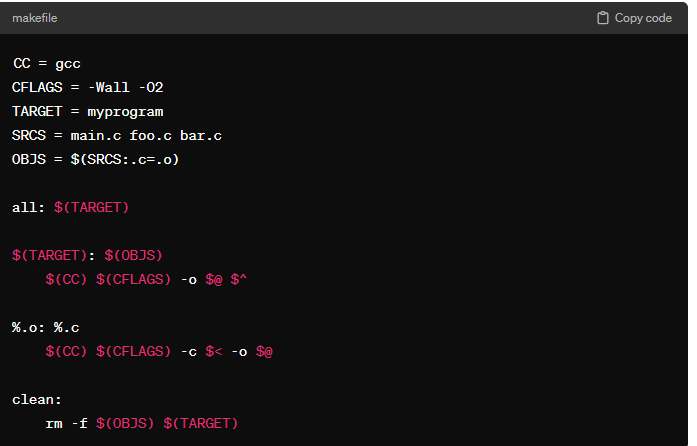 makefile
Copy code
CC = gcc
CFLAGS = -Wall -O2
TARGET = myprogram
SRCS = main.c foo.c bar.c
OBJS = $(SRCS:.c=.o)
all: $(TARGET)
$(TARGET): $(OBJS)
    $(CC) $(CFLAGS) -o $@ $^
%.o: %.c
    $(CC) $(CFLAGS) -c $< -o $@
clean:
    rm -f $(OBJS) $(TARGET)